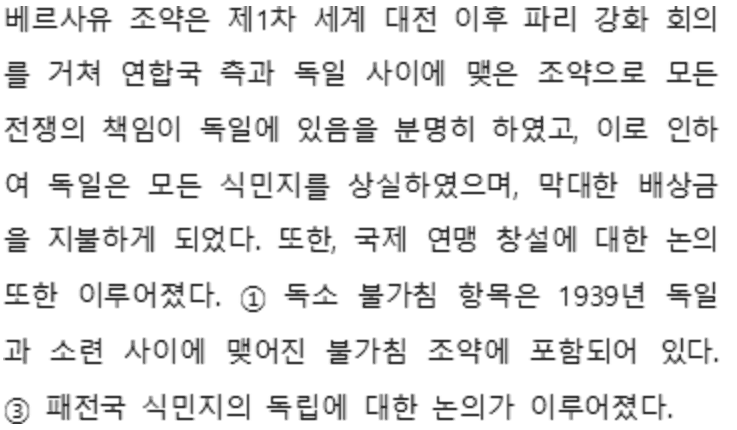 베르사유 조약은 제1차 세계 대전 이후 파리 강화 회의
를 거쳐 연합국 측과 독일 사이에 맺은 조약으로 모든
전쟁의 책임이 독일에 있음을 분명히 하였고, 이로 인하
여 독일은 모든 식민지를 상실하였으며, 막대한 배상금
을 지불하게 되었다. 또한, 국제 연맹 창설에 대한 논의
또한 이루어졌다. ① 독소 불가침 항목은 1939년 독일
과 소련 사이에 맺어진 불가침 조약에 포함되어 있다.
③ 패전국 식민지의 독립에 대한 논의가 이루어졌다.